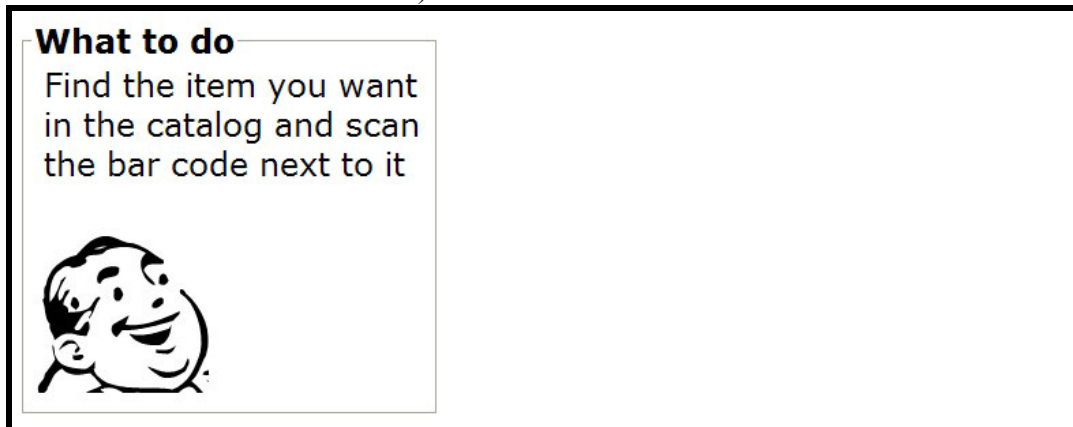 What to do
Find the item you want
in the catalog and scan
the bar code next to it